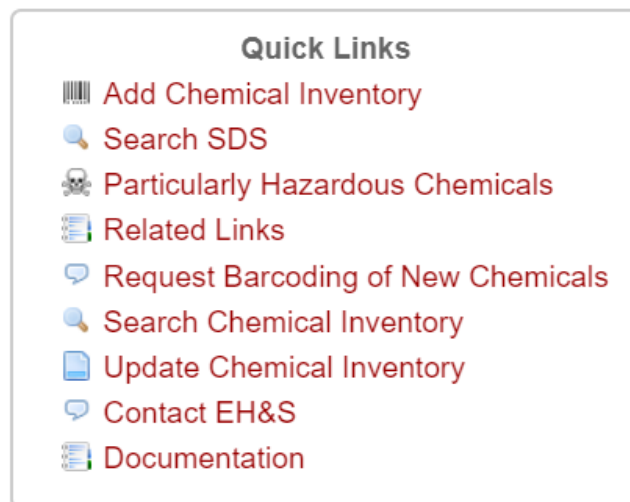 Quick Links
Add Chemical Inventory
Search SDS
Particularly Hazardous Chemicals
Related Links
Request Barcoding of New Chemicals
Search Chemical Inventory
Update Chemical Inventory
Contact EH&S
Documentation